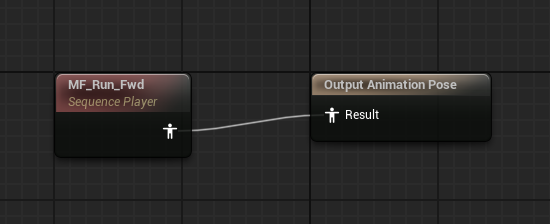 MF_Run_Fwd
Sequence Player
Output Animation Pose
Result